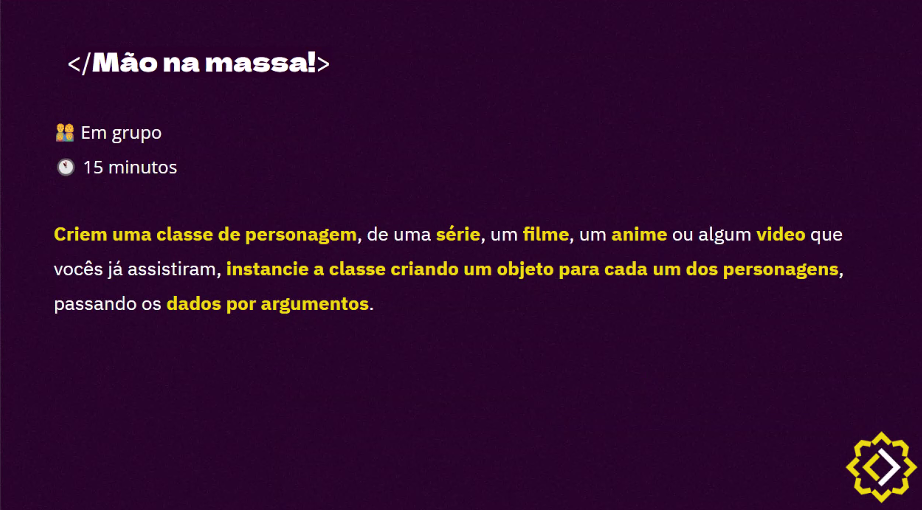 </Mão na massa!>
Em grupo
15 minutos
Criem uma classe de personagem, de uma série, um filme, um anime ou algum video que
vocês já assistiram, instancie a classe criando um objeto para cada um dos personagens,
passando os dados por argumentos.